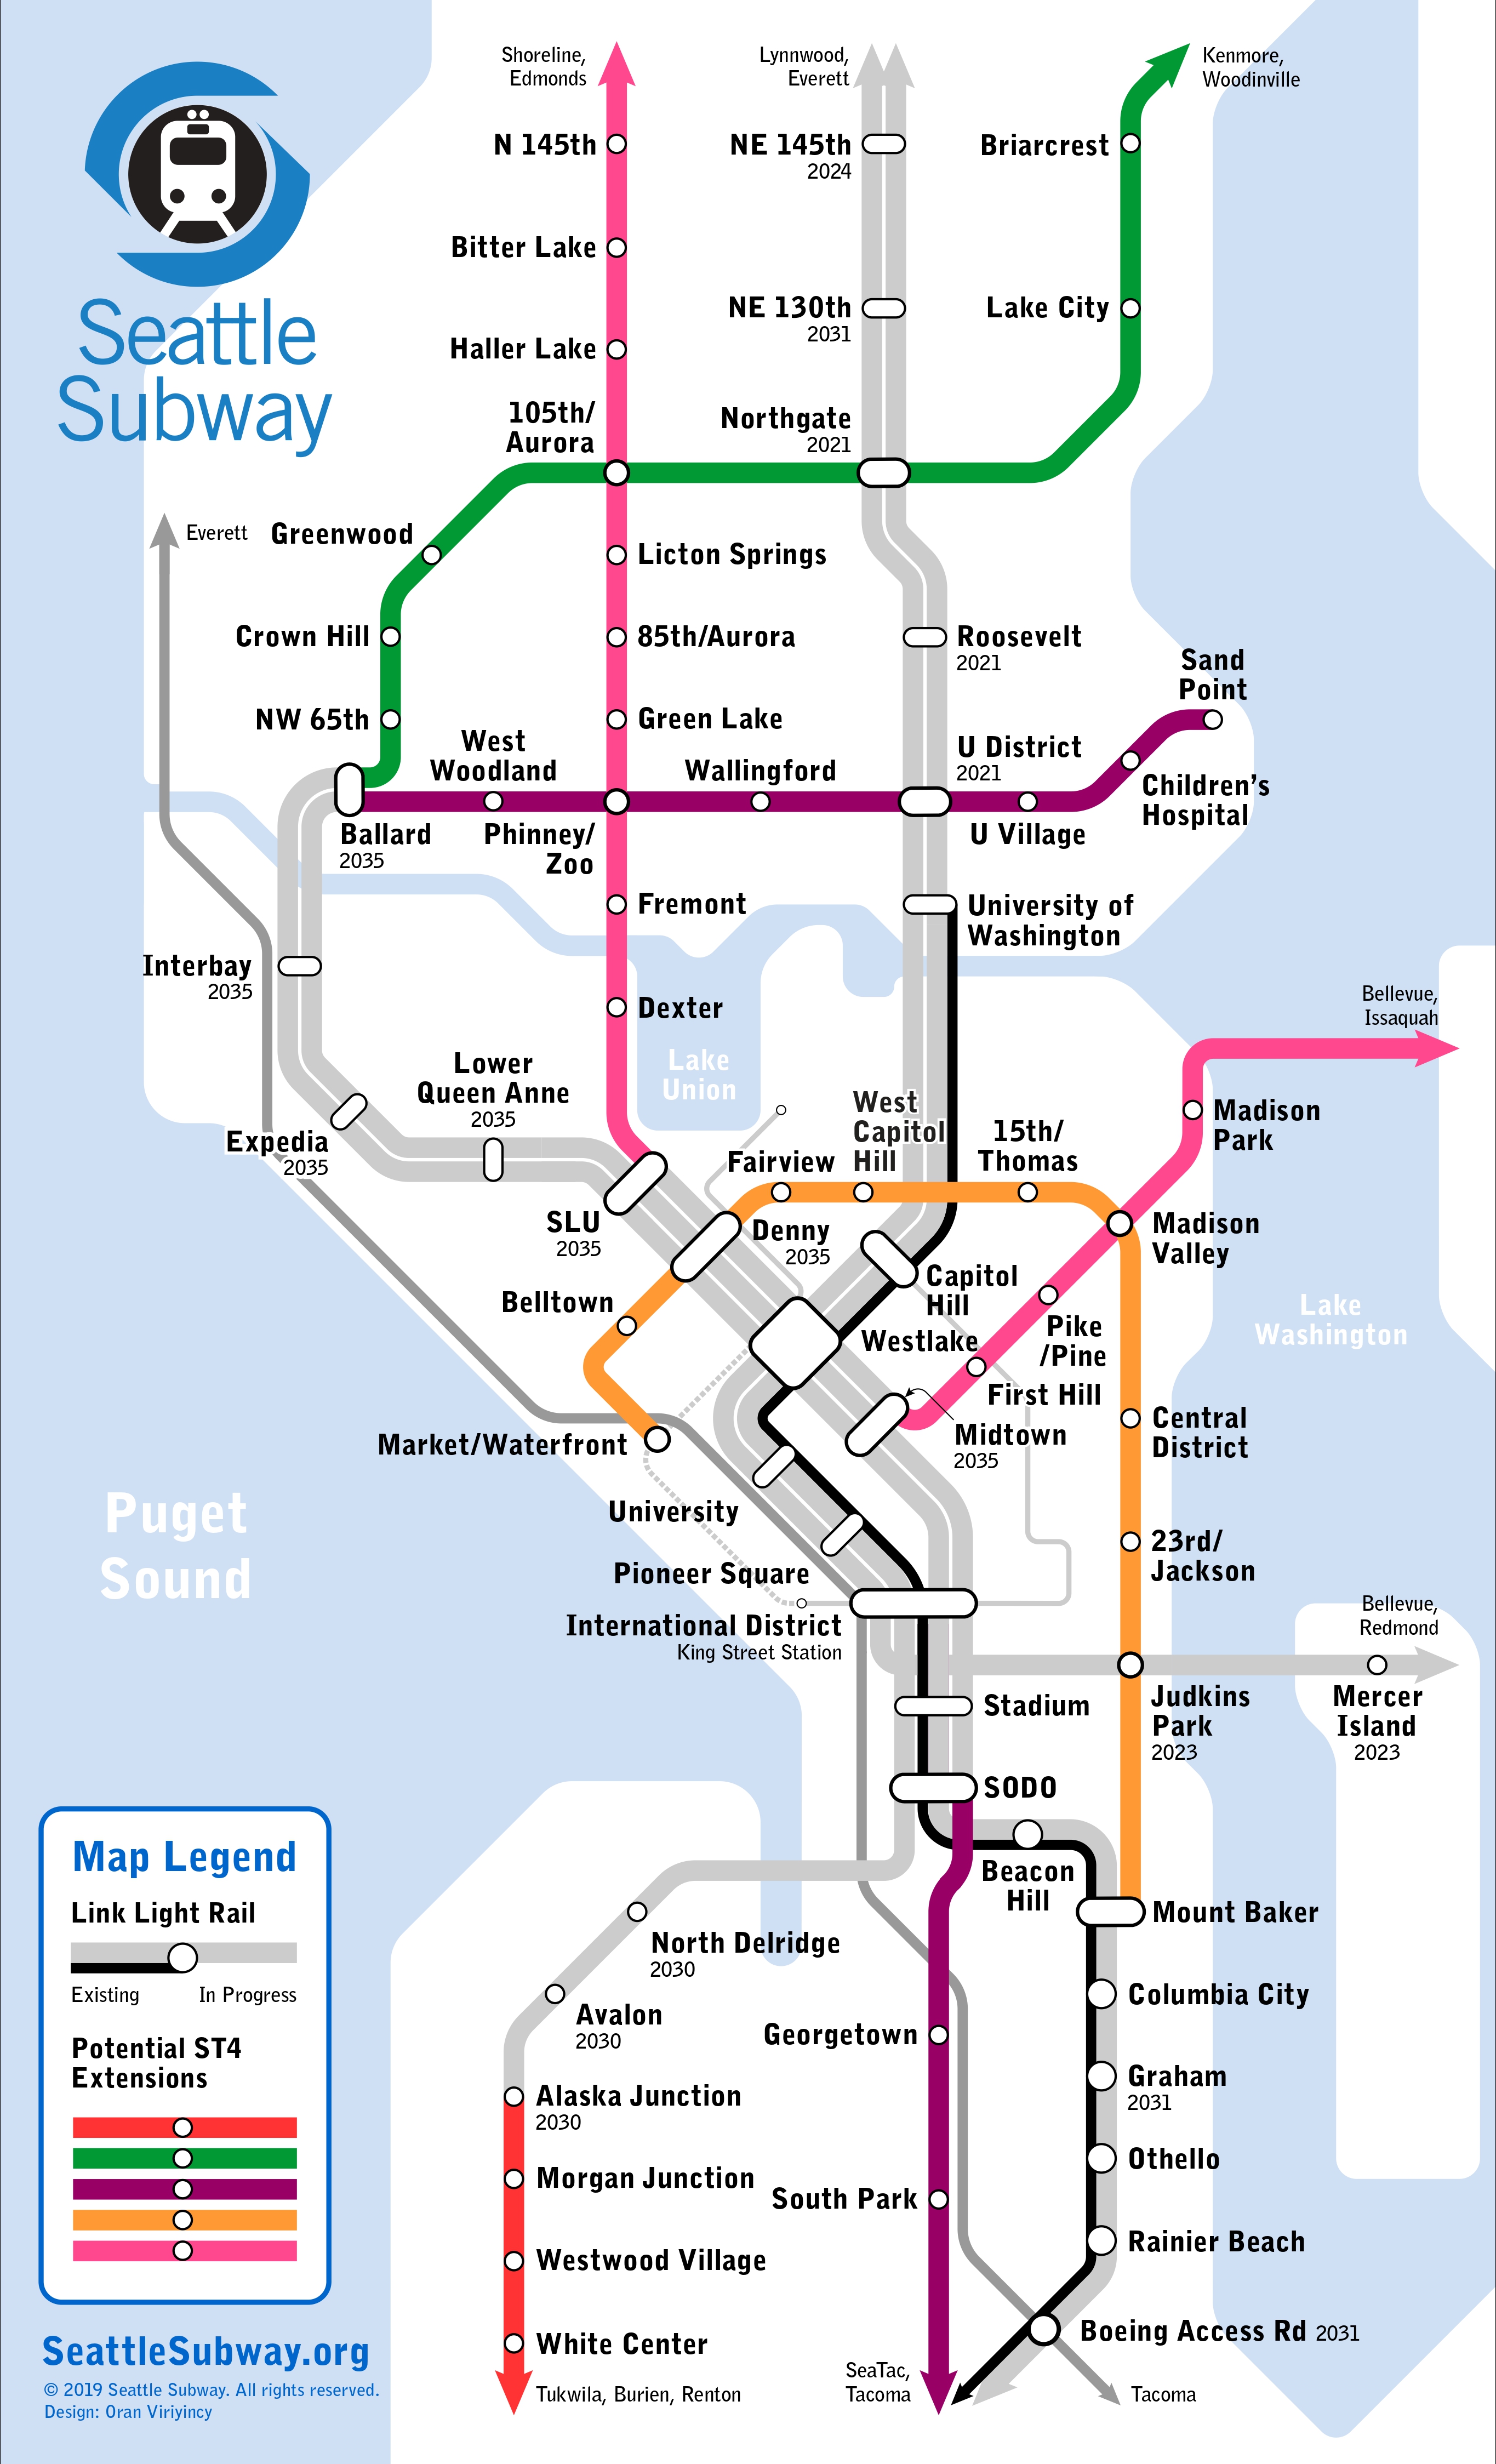 Seattle
Subway
Shoreline,
Edmonds
Lynnwood,
Everett
Kenmore,
Woodinville
N 145th
NE 145th
2024
Briarcrest
Bitter Lake
NE 130th
2031
Lake City
Haller Lake
105th/
Aurora
Northgate
2021
Everett
Greenwood
Licton Springs
Crown Hill
85th/Aurora
Roosevelt
2021
Sand
Point
NW 65th
Green Lake
West
Woodland
Wallingford
U District
2021
Children's
Hospital
Ballard
2035
Phinney/
Zoo
U Village
Fremont
University of
Washington
Interbay
2035
Dexter
Bellevue,
Issaquah
Lake
Union
Lower
Queen Anne
2035
West
Capitol
Hill
15th/
Thomas
Madison
Park
Expedia
2035
Fairview
SLU
2035
Denny
2035
Madison
Valley
Capitol
Hill
Belltown
Westlake
Pike
/Pine
Lake
Washington
First Hill
Midtown
2035
Central
District
Market/Waterfront
University
Puget
Sound
23rd/
Jackson
Pioneer Square
International District
King Street Station
Bellevue,
Redmond
Stadium
Judkins
Park
2023
Mercer
Island
2023
SODO
Beacon
Hill
Mount Baker
North Delridge
2030
Columbia City
Avalon
2030
Georgetown
Graham
2031
Alaska Junction
2030
Othello
Morgan Junction
South Park
Rainier Beach
Westwood Village
Boeing Access Rd 2031
White Center
SeaTac,
Tacoma
Tukwila, Burien, Renton
Tacoma
Map Legend
Link Light Rail
Existing
In Progress
Potential ST4
Extensions
SeattleSubway.org
© 2019 Seattle Subway. All rights reserved.
Design: Oran Viriyincy